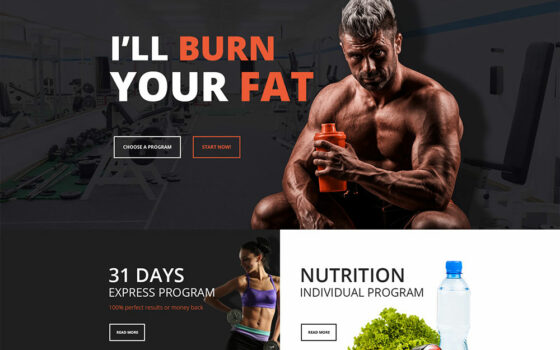 I'LL BURN
YOUR FAT
CHOOSE A PROGRAM
START NOW!
31 DAYS
EXPRESS PROGRAM
100% perfect results or money back
READ MORE
NUTRITION
INDIVIDUAL PROGRAM
READ MORE